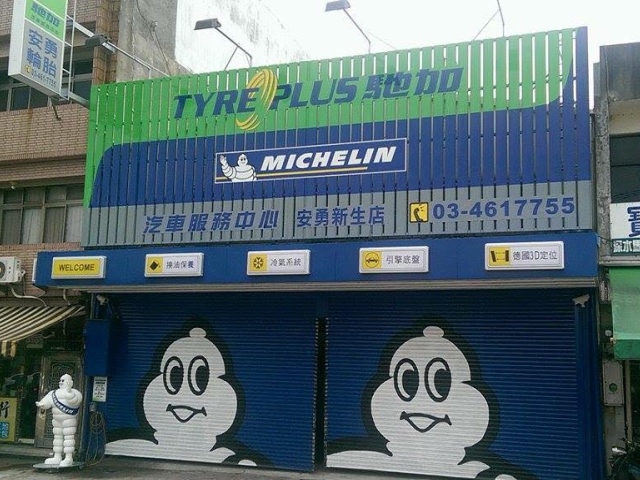 安勇
輪胎
TYRE PLUS 馳加
MICHELIN
汽車服務中心 安勇新生店 03-4617755
WELCOME
換油保養
冷氣系統
引擎底盤
德國3D定位